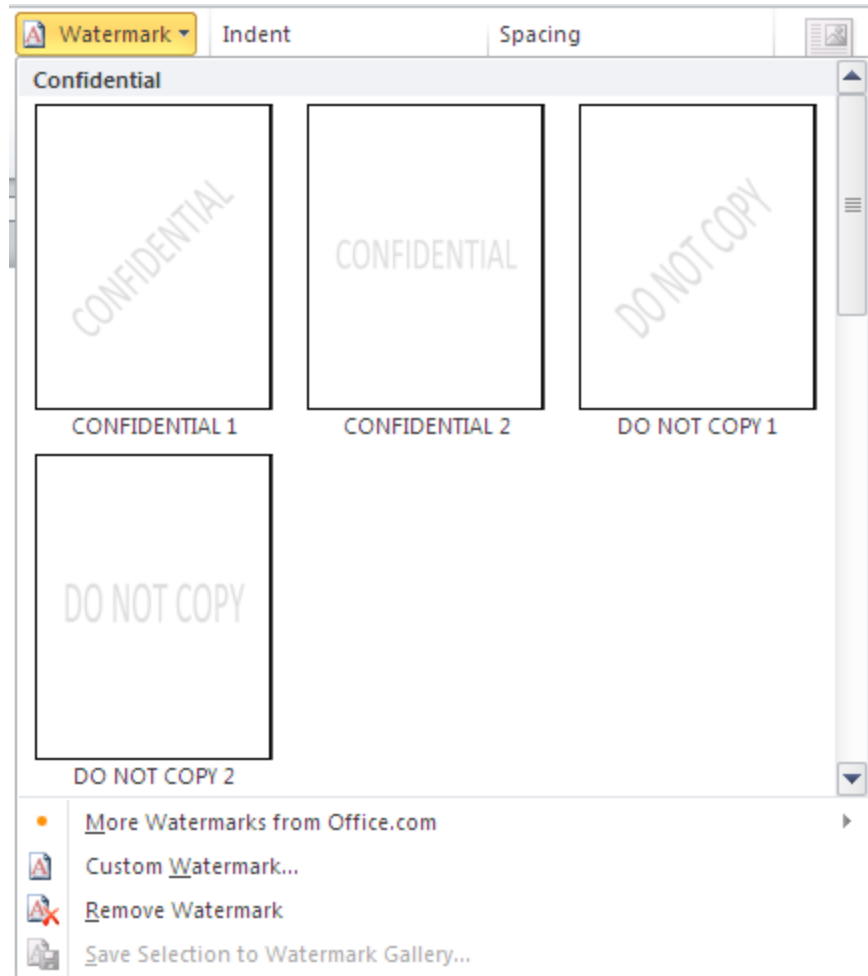 Watermark Indent Spacing
Confidential
CONFIDENTIAL CONFIDENTIAL DO NOT COPY
CONFIDENTIAL 1 CONFIDENTIAL 2 DO NOT COPY 1
DO NOT COPY
DO NOT COPY 2
More Watermarks from Office.com
Custom Watermark...
Remove Watermark
Save Selection to Watermark Gallery...